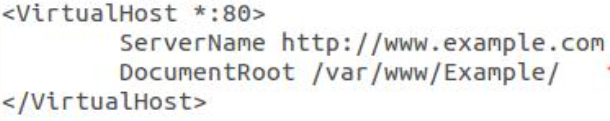 <VirtualHost *:80>
ServerName http://www.example.com
DocumentRoot /var/www/Example/
</VirtualHost>